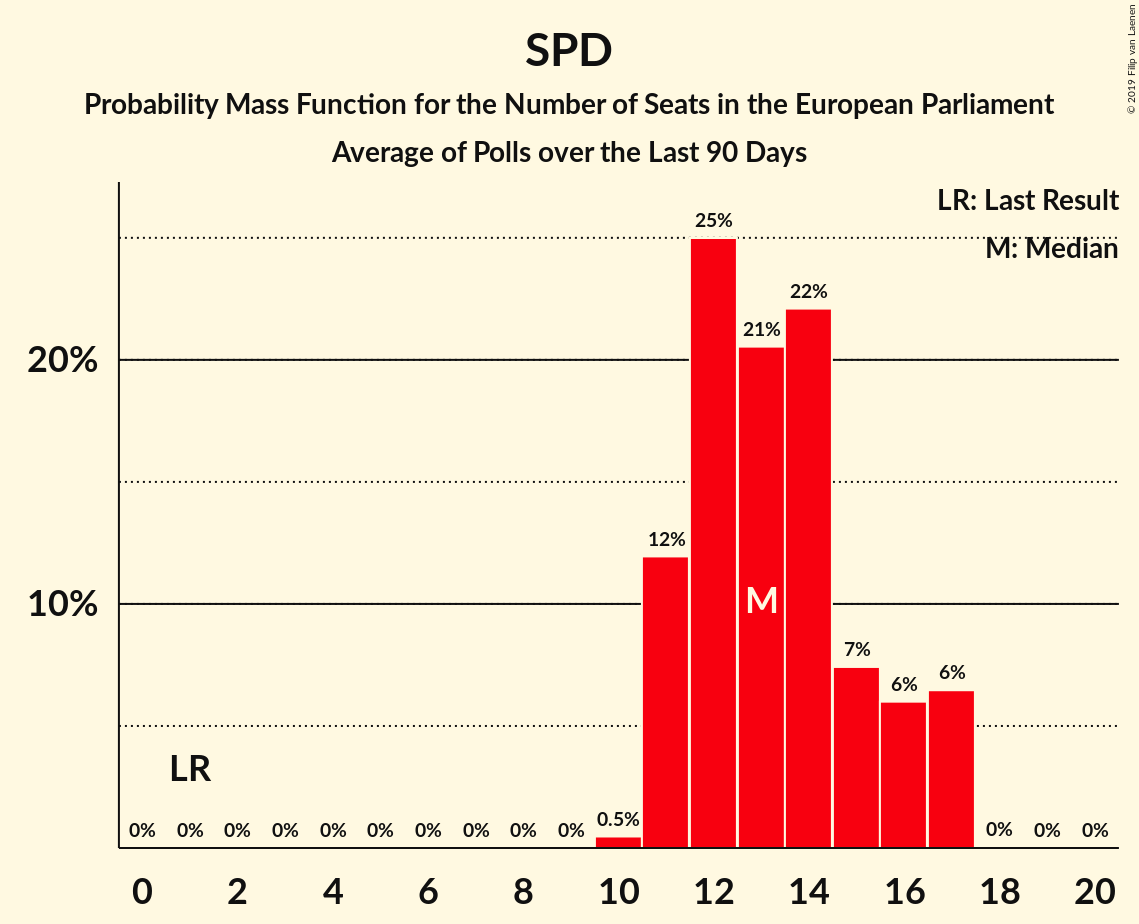 SPD
Probability Mass Function for the Number of Seats in the European Parliament
Average of Polls over the Last 90 Days
© 2019 Filip van Laenen
LR: Last Result
M: Median
25%
22%
21%
20%
12%
10%
M
7%
6%
6%
LR
0% 0% 0% 0% 0% 0% 0% 0% 0% 0% 0.5% 0% 0% 0%
0 2 4 6 8 10 12 14 16 18 20